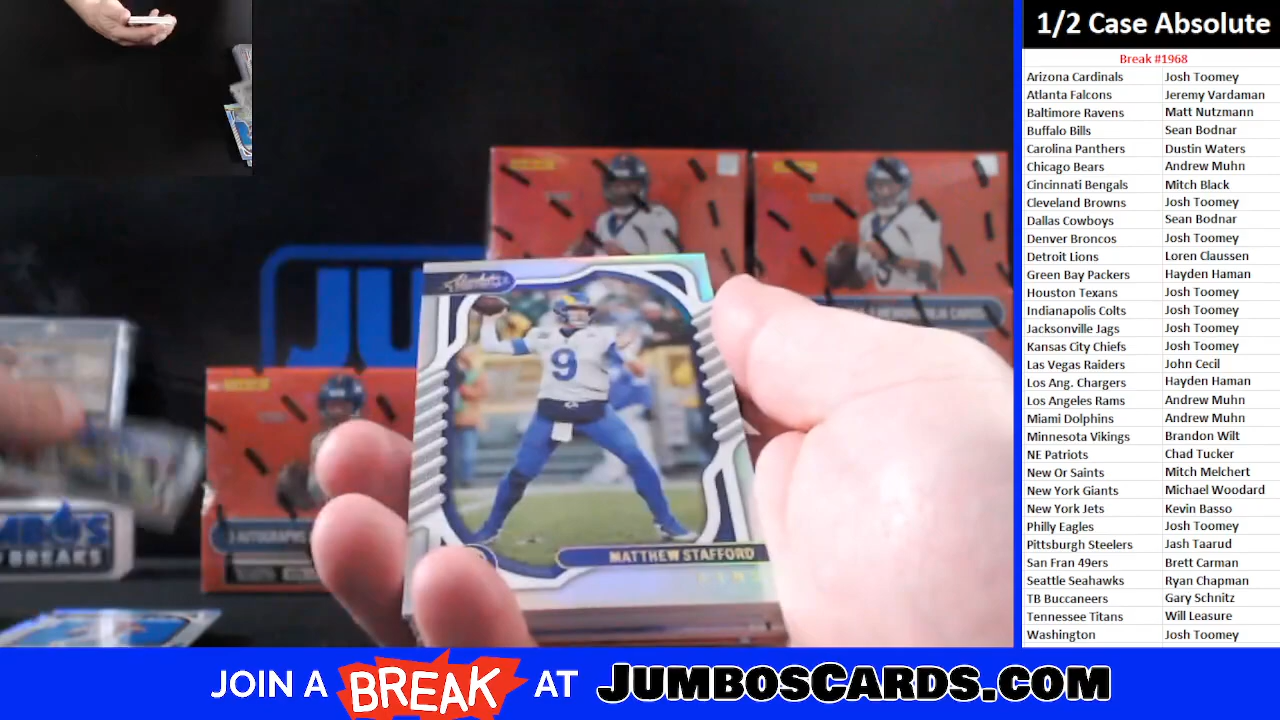 1/2 Case Absolute
Break #1968
Arizona Cardinals Josh Toomey
Atlanta Falcons Jeremy Vardaman
Baltimore Ravens Matt Nutzmann
Buffalo Bills Sean Bodnar
Carolina Panthers Dustin Waters
Chicago Bears Andrew Muhn
Cincinnati Bengals Mitch Black
Cleveland Browns Josh Toomey
Dallas Cowboys Sean Bodnar
Denver Broncos Josh Toomey
Detroit Lions Loren Claussen
Green Bay Packers Hayden Haman
Houston Texans Josh Toomey
Indianapolis Colts Josh Toomey
Jacksonville Jags Josh Toomey
Kansas City Chiefs Josh Toomey
Las Vegas Raiders John Cecil
Los Ang. Chargers Hayden Haman
Los Angeles Rams Andrew Muhn
Miami Dolphins Andrew Muhn
Minnesota Vikings Brandon Wilt
NE Patriots Chad Tucker
New Or Saints Mitch Melchert
New York Giants Michael Woodard
New York Jets Kevin Basso
Philly Eagles Josh Toomey
Pittsburgh Steelers Jash Taarud
San Fran 49ers Brett Carman
Seattle Seahawks Ryan Chapman
TB Buccaneers Gary Schnitz
Tennessee Titans Will Leasure
Washington Josh Toomey
JU
9
MATTHEW STAFFORD
3 AUTOGRAPHS
MBO'S
BREAKS
JOIN A BREAK AT JUMBOSCARDS.COM